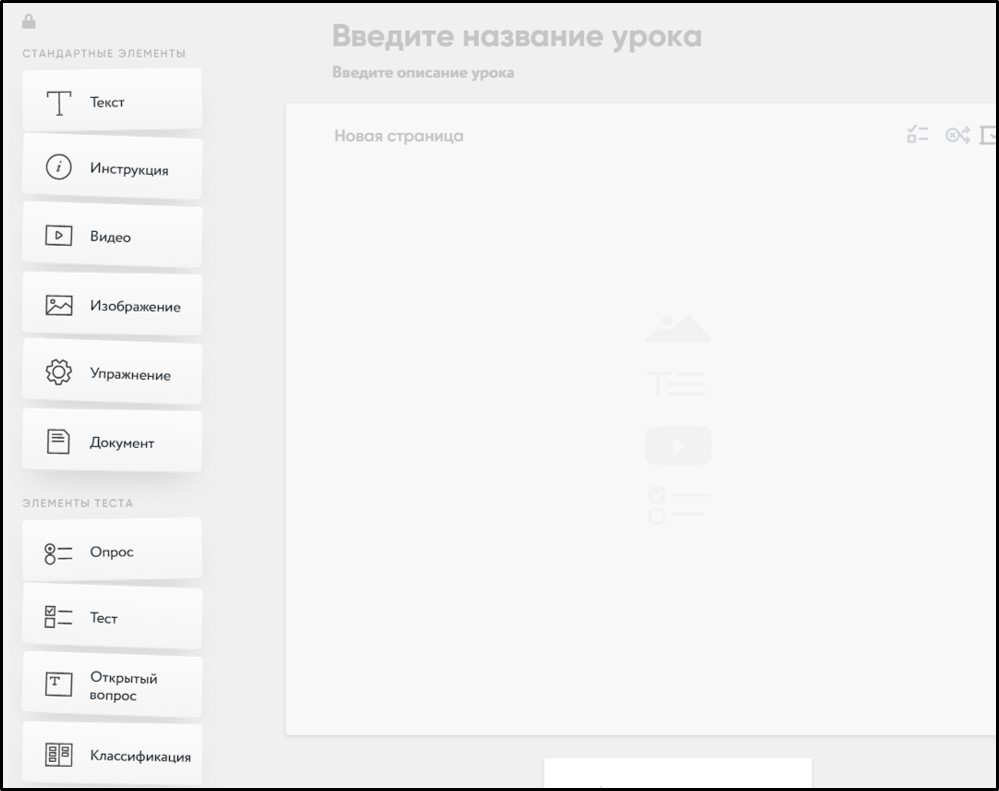 СТАНДАРТНЫЕ ЭЛЕМЕНТЫ
Текст
Инструкция
Видео
Изображение
Упражнение
Документ
ЭЛЕМЕНТЫ ТЕСТА
Опрос
Тест
Открытый
вопрос
Классификация
Введите название урока
Введите описание урока
Новая страница